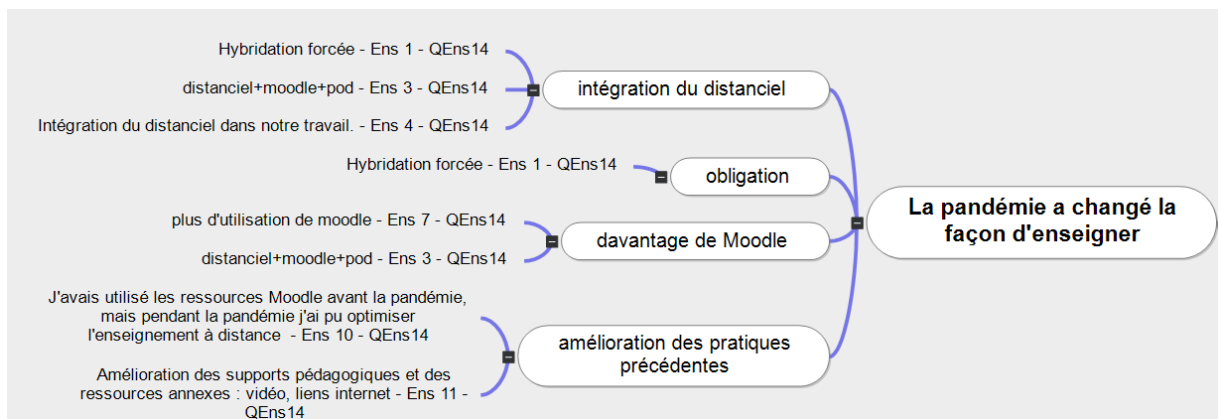 Hybridation forcée - Ens 1 - QEns14
distanciel+moodle+pod - Ens 3 - QEns14
Intégration du distanciel dans notre travail. - Ens 4 - QEns14
intégration du distanciel
Hybridation forcée - Ens 1 - QEns14
obligation
plus d'utilisation de moodle - Ens 7 - QEns14
distanciel+moodle+pod - Ens 3 - QEns14
davantage de Moodle
J'avais utilisé les ressources Moodle avant la pandémie,
mais pendant la pandémie j'ai pu optimiser
l'enseignement à distance - Ens 10 - QEns14
Amélioration des supports pédagogiques et des
ressources annexes : vidéo, liens internet - Ens 11 -
QEns14
amélioration des pratiques
précédentes
La pandémie a changé la
façon d'enseigner